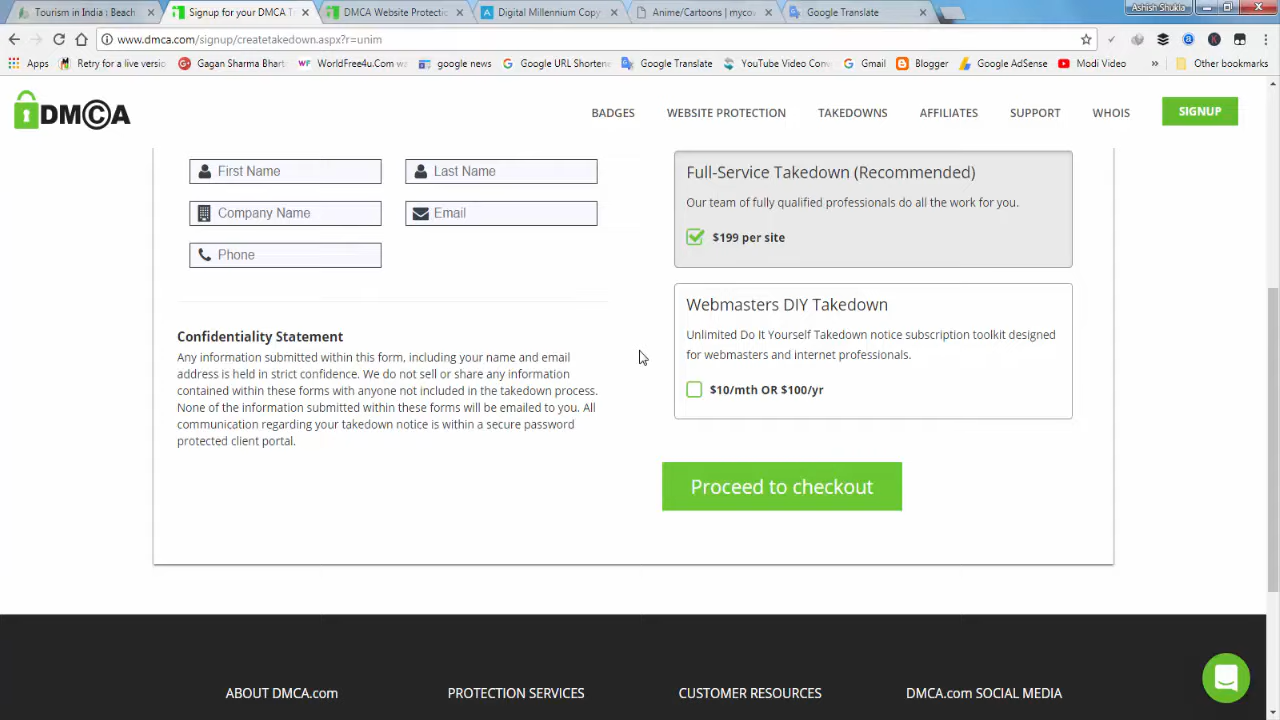 Tourism in India : Beach
Signup for your DMCA T
DMCA Website Protectio
Digital Millennium Copy
Anime/Cartoons | mycov
Google Translate
Ashish Shukla
www.dmca.com/signup/createtakedown.aspx?r=unim
Apps
Retry for a live versio
Gagan Sharma Bhart
WorldFree4u.Com wa
google news
Google URL Shortene
Google Translate
YouTube Video Conv
Gmail
Blogger
Google AdSense
Modi Video
»
Other bookmarks
DMCA
BADGES
WEBSITE PROTECTION
TAKEDOWNS
AFFILIATES
SUPPORT
WHOIS
SIGNUP
First Name
Last Name
Company Name
Email
Phone
Confidentiality Statement
Any information submitted within this form, including your name and email
address is held in strict confidence. We do not sell or share any information
contained within these forms with anyone not included in the takedown process.
None of the information submitted within these forms will be emailed to you. All
communication regarding your takedown notice is within a secure password
protected client portal.
Full-Service Takedown (Recommended)
Our team of fully qualified professionals do all the work for you.
$199 per site
Webmasters DIY Takedown
Unlimited Do It Yourself Takedown notice subscription toolkit designed
for webmasters and internet professionals.
$10/mth OR $100/yr
Proceed to checkout
ABOUT DMCA.com
PROTECTION SERVICES
CUSTOMER RESOURCES
DMCA.com SOCIAL MEDIA